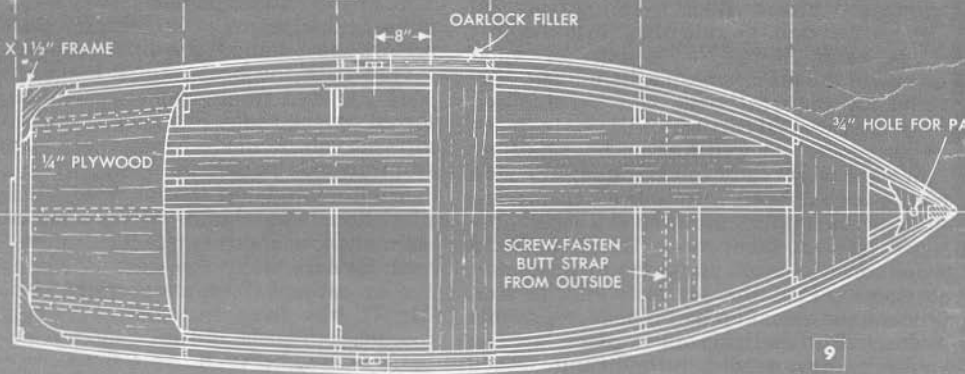 OARLOCK FILLER
8"
X 1½" FRAME
¾" HOLE FOR PA
¼" PLYWOOD
SCREW-FASTEN
BUTT STRAP
FROM OUTSIDE
9